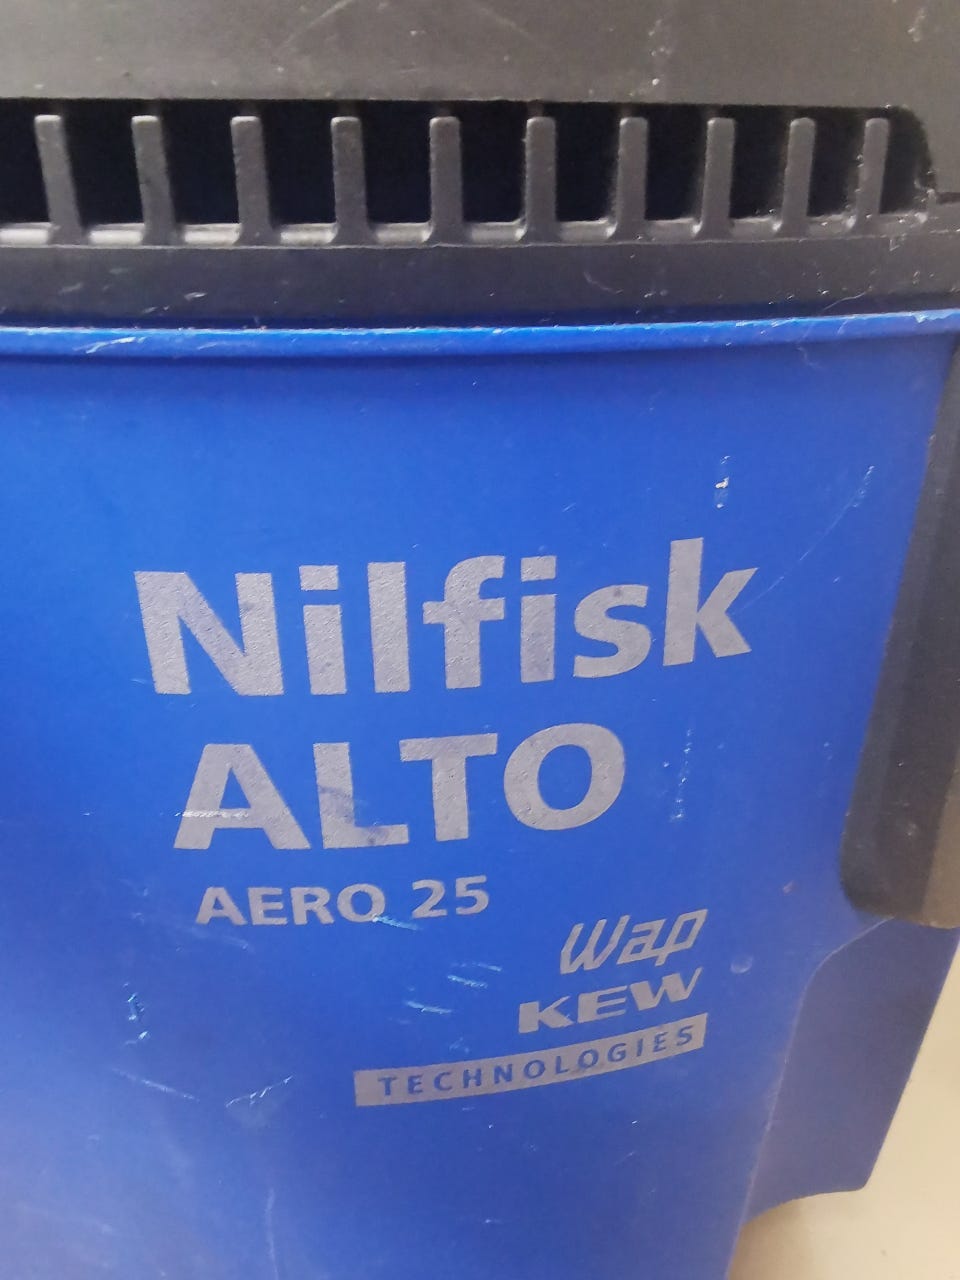 Nilfisk
ALTO
AERO 25
Wap
KEW
TECHNOLOGIES